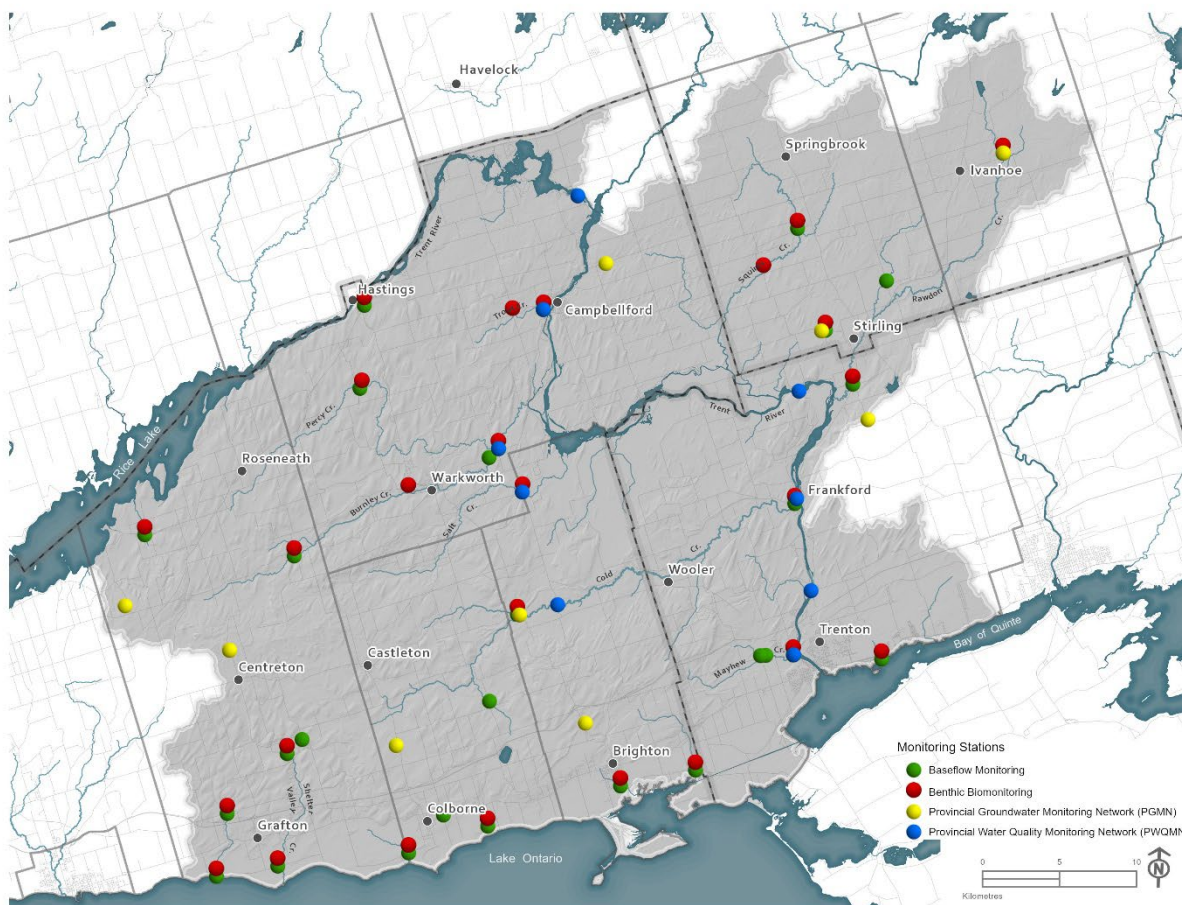 Havelock
Springbrook
Ivanhoe
Trent River
Cr.
Squire Cr.
Hastings
Rawdon
Trout Cr.
Campbellford
Stirling
Percy Cr.
Trent River
Rice Lake
Roseneath
Warkworth
Burnley Cr.
Frankford
Salt Cr.
Cold Cr.
Wooler
Castleton
Trenton
Bay of Quinte
Centreton
Mayhew Cr.
Brighton
Monitoring Stations
Baseflow Monitoring
Benthic Biomonitoring
Provincial Groundwater Monitoring Network (PGMN)
Provincial Water Quality Monitoring Network (PWQMN
Shelter
Valley
Cr.
Colborne
Grafton
Lake Ontario
0 5 10
Kilometres
N